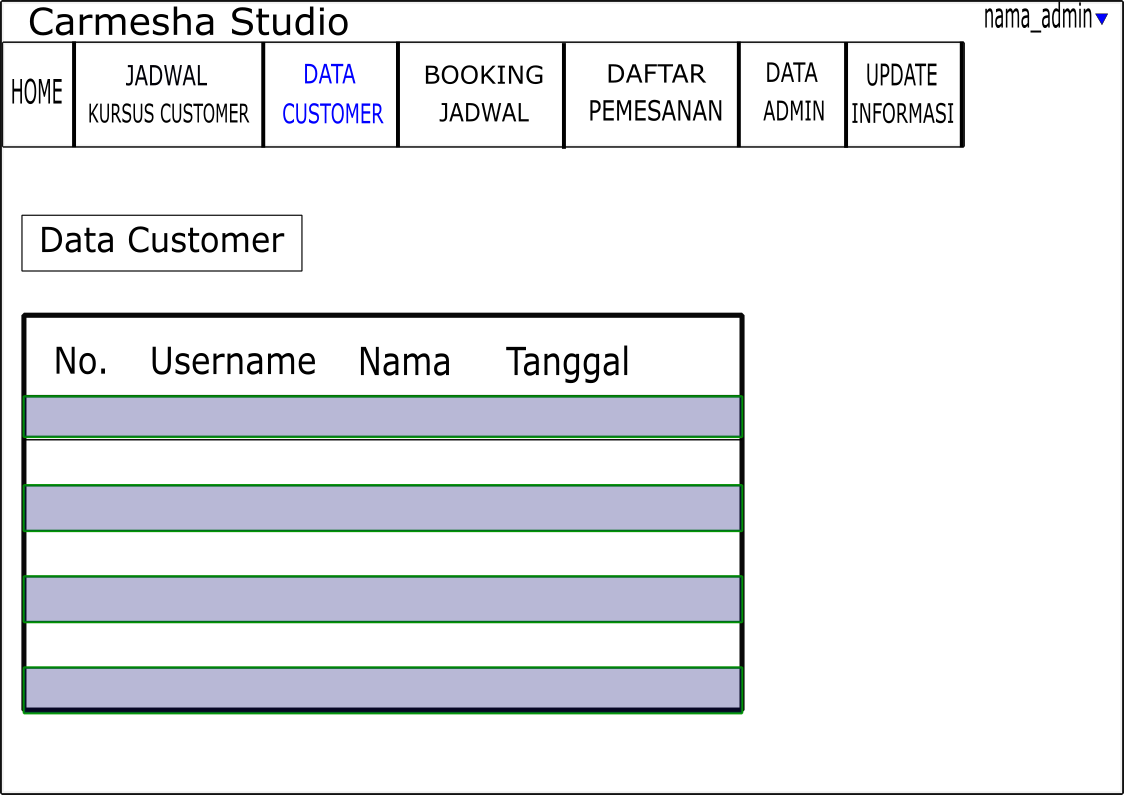 Carmesha Studio
nama_admin
HOME
JADWAL
KURSUS CUSTOMER
DATA
CUSTOMER
BOOKING
JADWAL
DAFTAR
PEMESANAN
DATA
ADMIN
UPDATE
INFORMASI
Data Customer
No. Username Nama Tanggal